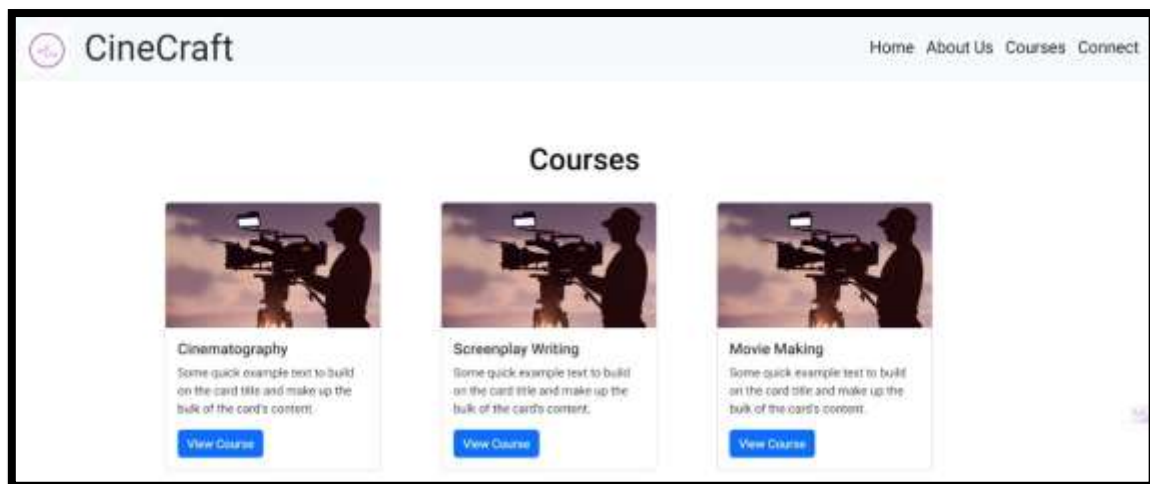 CineCraft
Home About Us Courses Connect
Courses
Cinematography
Some quick example text to build
on the card title and make up the
bulk of the card's content.
View Course
Screenplay Writing
Some quick example text to build
on the card title and make up the
bulk of the card's content.
View Course
Movie Making
Some quick example text to build
on the card title and make up the
bulk of the card's content.
View Course